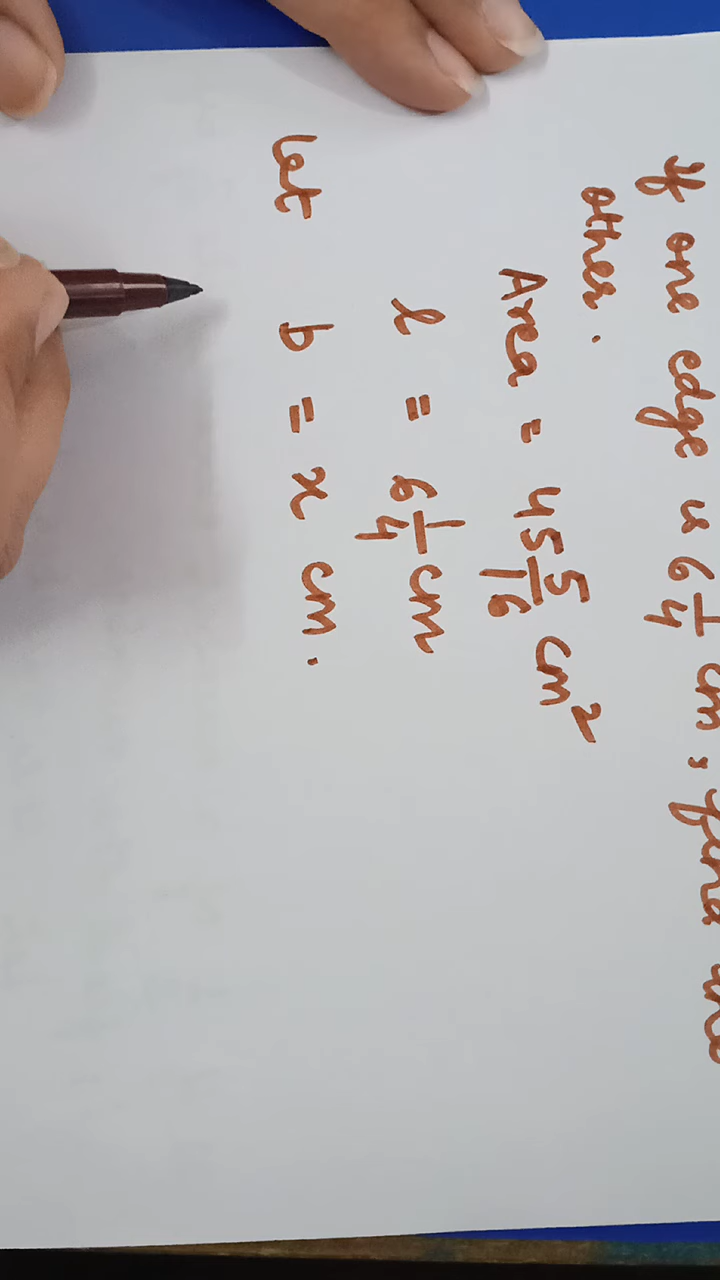 If one edge is 6 1/4 cm, find the
other.
Area = 45 5/16 cm²
l = 6 1/4 cm
Let b = x cm.